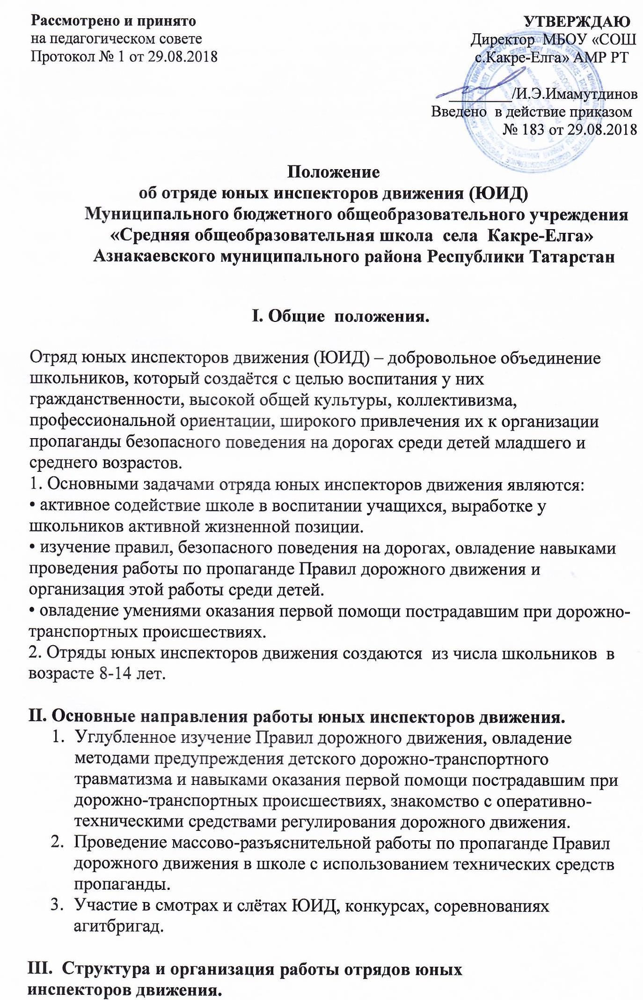 Рассмотрено и принято
на педагогическом совете
Протокол № 1 от 29.08.2018
УТВЕРЖДАЮ
Директор МБОУ «СОШ
с.Какре-Елга» АМР РТ
________/И.Э.Имамутдинов
Введено в действие приказом
№ 183 от 29.08.2018
Положение
об отряде юных инспекторов движения (ЮИД)
Муниципального бюджетного общеобразовательного учреждения
«Средняя общеобразовательная школа села Какре-Елга»
Азнакаевского муниципального района Республики Татарстан
I. Общие положения.
Отряд юных инспекторов движения (ЮИД) – добровольное объединение
школьников, который создаётся с целью воспитания у них
гражданственности, высокой общей культуры, коллективизма,
профессиональной ориентации, широкого привлечения их к организации
пропаганды безопасного поведения на дорогах среди детей младшего и
среднего возрастов.
1. Основными задачами отряда юных инспекторов движения являются:
• активное содействие школе в воспитании учащихся, выработке у
школьников активной жизненной позиции.
• изучение правил, безопасного поведения на дорогах, овладение навыками
проведения работы по пропаганде Правил дорожного движения и
организация этой работы среди детей.
• овладение умениями оказания первой помощи пострадавшим при дорожно-
транспортных происшествиях.
2. Отряды юных инспекторов движения создаются из числа школьников в
возрасте 8-14 лет.
II. Основные направления работы юных инспекторов движения.
1. Углубленное изучение Правил дорожного движения, овладение
методами предупреждения детского дорожно-транспортного
травматизма и навыками оказания первой помощи пострадавшим при
дорожно-транспортных происшествиях, знакомство с оперативно-
техническими средствами регулирования дорожного движения.
2. Проведение массово-разъяснительной работы по пропаганде Правил
дорожного движения в школе с использованием технических средств
пропаганды.
3. Участие в смотрах и слётах ЮИД, конкурсах, соревнованиях
агитбригад.
III. Структура и организация работы отрядов юных
инспекторов движения.